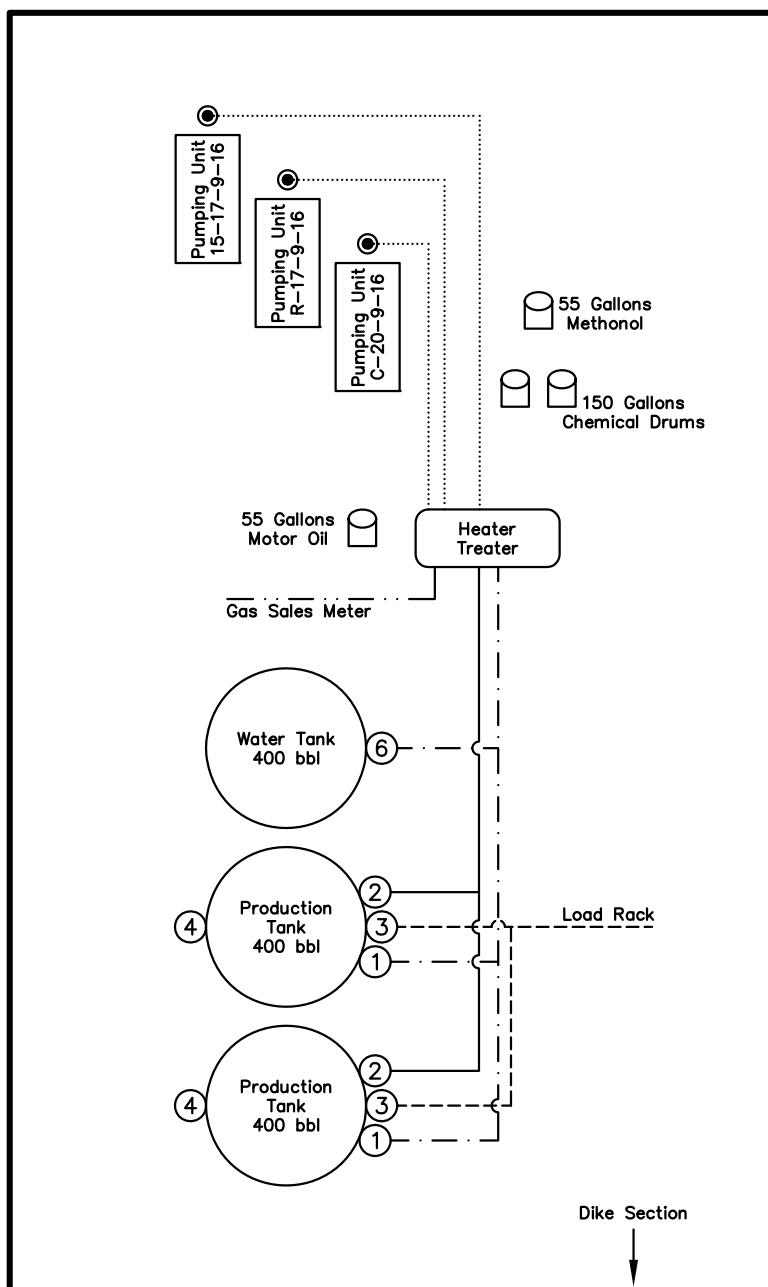 Pumping Unit
15-17-9-16
Pumping Unit
R-17-9-16
Pumping Unit
C-20-9-16
55 Gallons
Methonol
150 Gallons
Chemical Drums
55 Gallons
Motor Oil
Heater
Treater
Gas Sales Meter
Water Tank
400 bbl
6
2
Production
Tank
400 bbl
4
3
Load Rack
1
2
Production
Tank
400 bbl
4
3
1
Dike Section